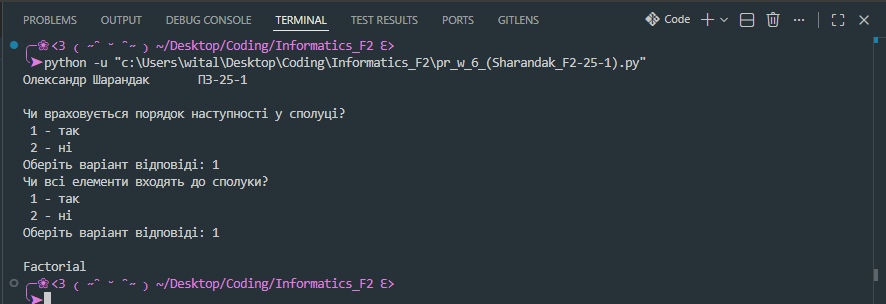 PROBLEMS OUTPUT DEBUG CONSOLE TERMINAL TEST RESULTS PORTS GITLENS Code
<3 ( ~ˆ ᵕ ˆ~ ) ~/Desktop/Coding/Informatics_F2 Ɛ>
python -u "c:\Users\wital\Desktop\Coding\Informatics_F2\pr_w_6_(Sharandak_F2-25-1).py"
Олександр Шарандак ПЗ-25-1
Чи враховується порядок наступності у сполуці?
1 - так
2 - ні
Оберіть варіант відповіді: 1
Чи всі елементи входять до сполуки?
1 - так
2 - ні
Оберіть варіант відповіді: 1
Factorial
<3 ( ~ˆ ᵕ ˆ~ ) ~/Desktop/Coding/Informatics_F2 Ɛ>